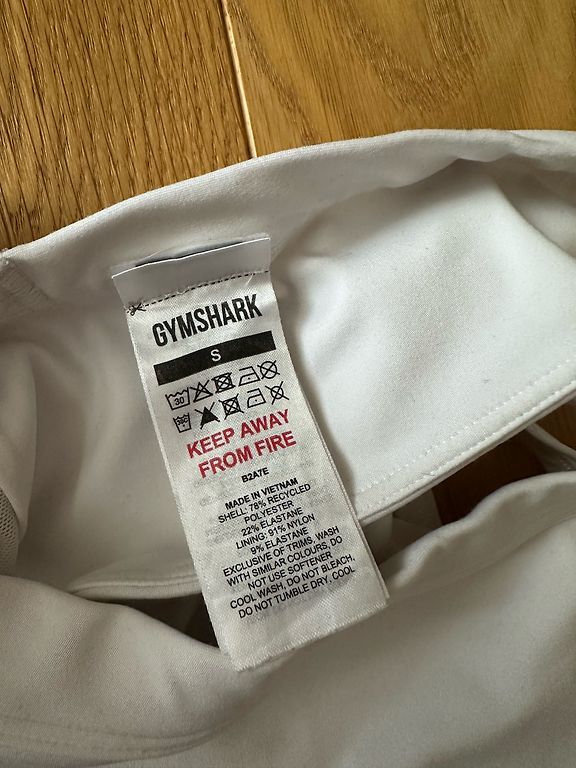 GYMSHARK
S
30
KEEP AWAY
FROM FIRE
B2A7E
MADE IN VIETNAM
SHELL: 78% RECYCLED
POLYESTER
22% ELASTANE
LINING: 91% NYLON
9% ELASTANE
EXCLUSIVE OF TRIMS, WASH
WITH SIMILAR COLOURS, DO
NOT USE SOFTENER
COOL WASH, DO NOT BLEACH,
DO NOT TUMBLE DRY, COOL